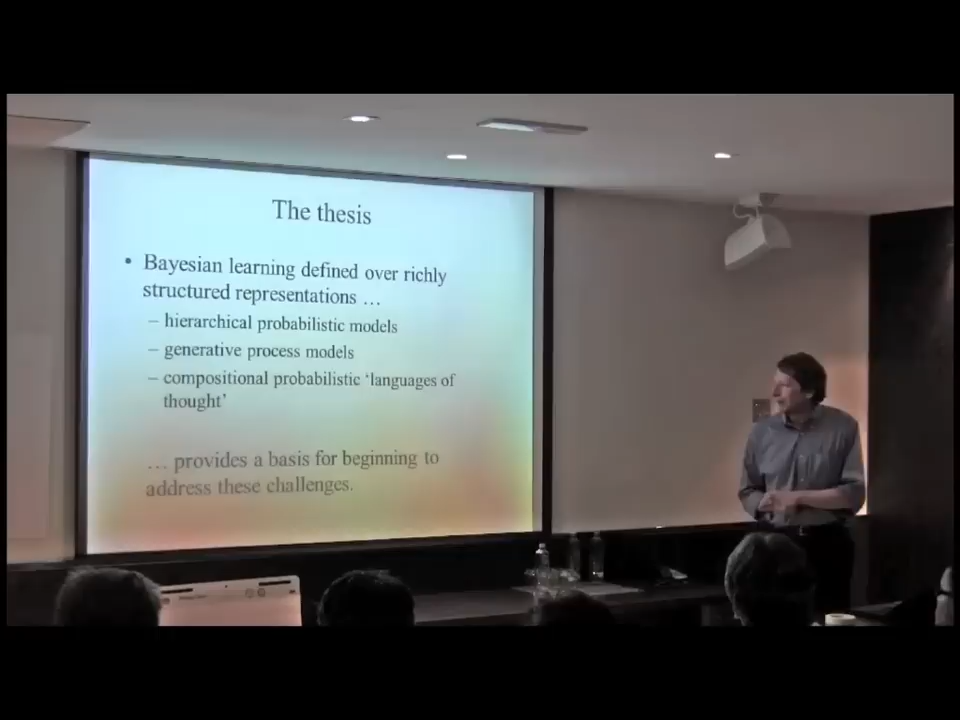 The thesis
• Bayesian learning defined over richly
structured representations …
– hierarchical probabilistic models
– generative process models
– compositional probabilistic ‘languages of
thought’
… provides a basis for beginning to
address these challenges.